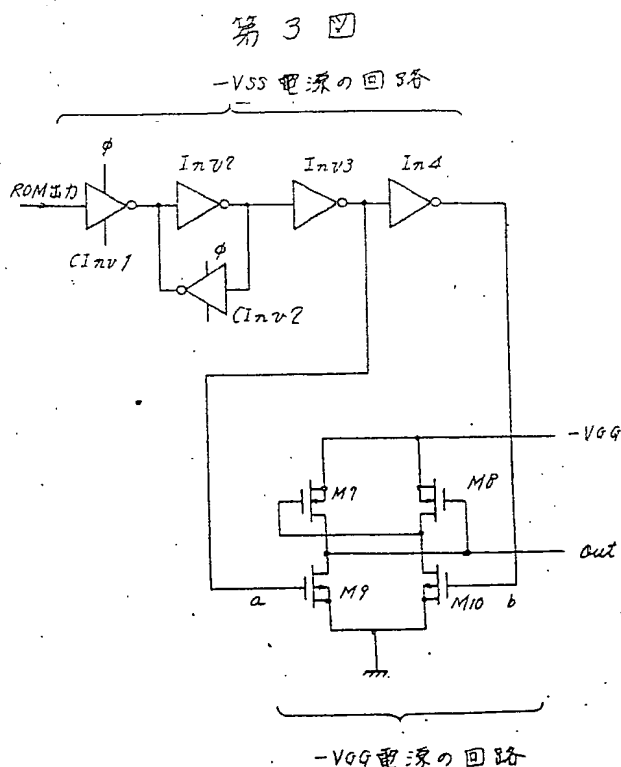 第3図
-VSS電源の回路
φ
Inv2
Inv3
In4
ROM出力
CInv1
φ
CInv2
-VGG
M7
M8
out
a
M9
M10
b
-VGG電源の回路